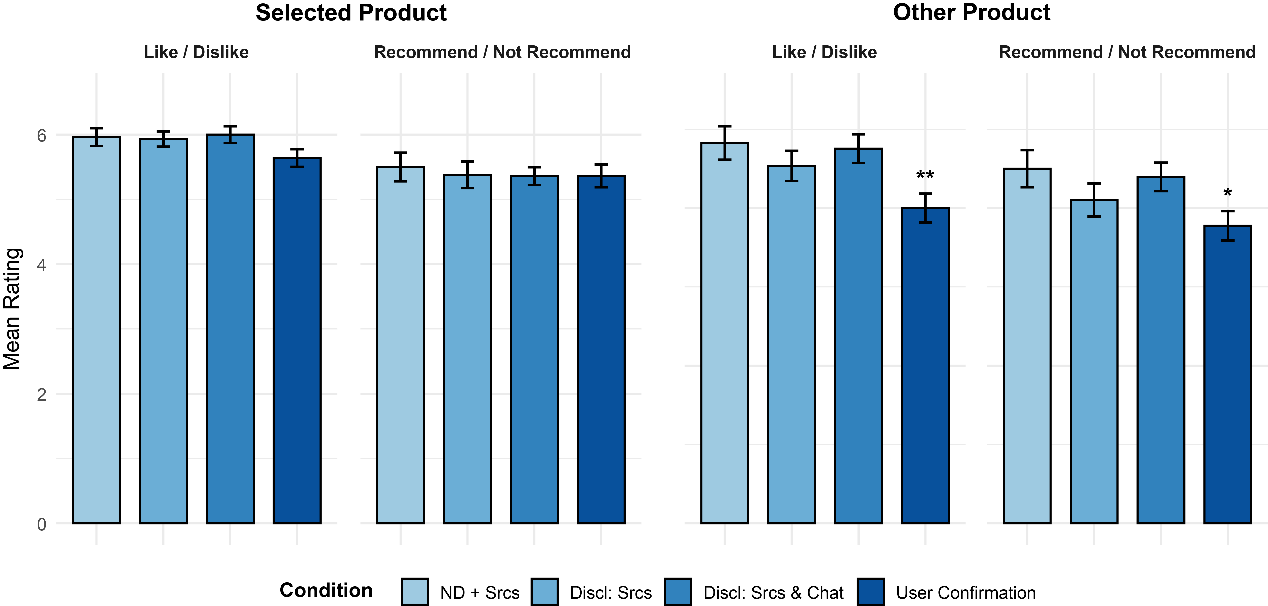 Selected Product
Other Product
Like / Dislike
Recommend / Not Recommend
Like / Dislike
Recommend / Not Recommend
6
4
2
0
Mean Rating
**
*
Condition
ND + Srcs
Discl: Srcs
Discl: Srcs & Chat
User Confirmation